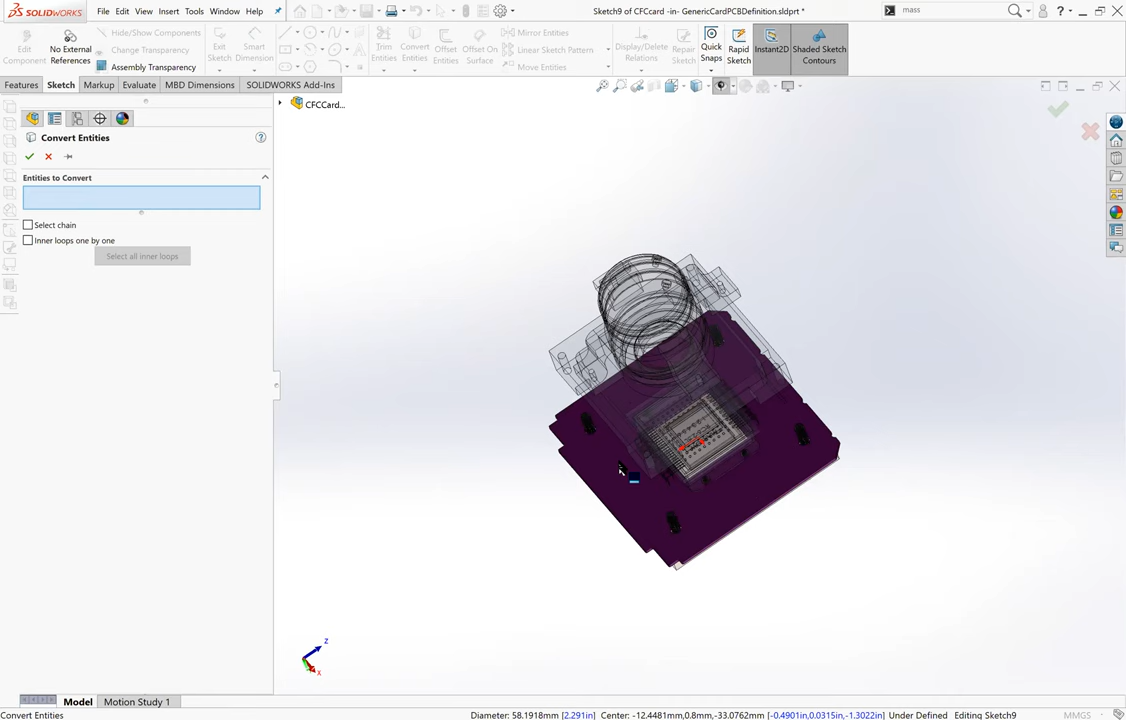 SOLIDWORKS File Edit View Insert Tools Window Help Sketch9 of CFCcard -in- GenericCardPCBDefinition.sldprt * mass
Edit Component
No External References
Hide/Show Components
Change Transparency
Assembly Transparency
Exit Sketch
Smart Dimension
Trim Entities
Convert Entities
Offset Entities
Offset On Surface
Mirror Entities
Linear Sketch Pattern
Move Entities
Display/Delete Relations
Repair Sketch
Quick Snaps
Rapid Sketch
Instant2D
Shaded Sketch Contours
Features Sketch Markup Evaluate MBD Dimensions SOLIDWORKS Add-Ins
CFCCard...
Convert Entities
Entities to Convert
Select chain
Inner loops one by one
Select all inner loops
z
x
Model Motion Study 1
Convert Entities Diameter: 58.1918mm [2.291in] Center: -12.4481mm,0.8mm,-33.0762mm [-0.4901in,0.0315in,-1.3022in] Under Defined Editing Sketch9 MMGS